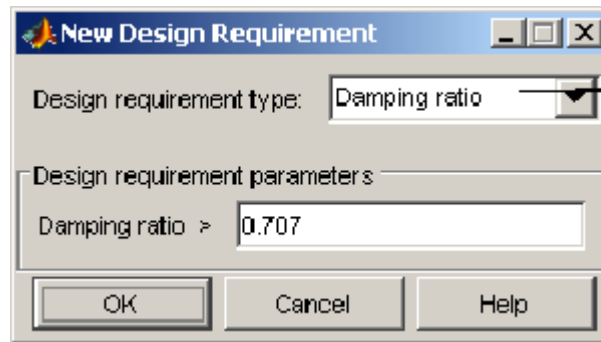 New Design Requirement
Design requirement type: Damping ratio
Design requirement parameters
Damping ratio > 0.707
OK Cancel Help